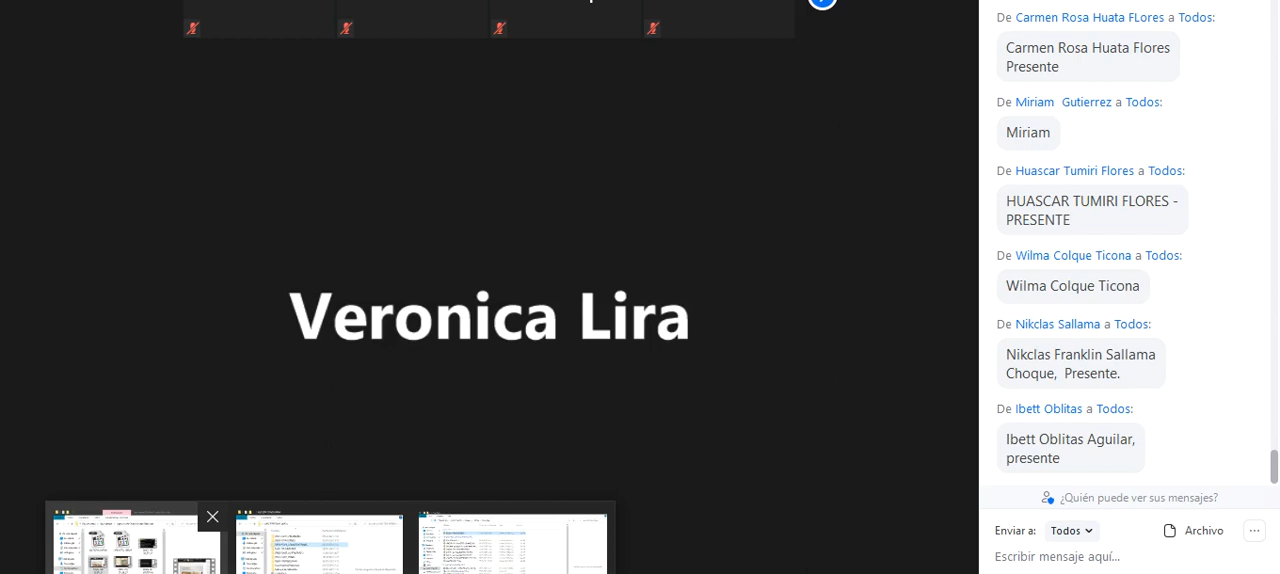 De Carmen Rosa Huata FLores a Todos:
Carmen Rosa Huata Flores
Presente
De Miriam  Gutierrez a Todos:
Miriam
De Huascar Tumiri Flores a Todos:
HUASCAR TUMIRI FLORES -
PRESENTE
De Wilma Colque Ticona a Todos:
Wilma Colque Ticona
De Nikclas Sallama a Todos:
Nikclas Franklin Sallama
Choque,  Presente.
De Ibett Oblitas a Todos:
Ibett Oblitas Aguilar,
presente
¿Quién puede ver sus mensajes?
Enviar a: Todos Archivo
Escribir mensaje aquí...
Veronica Lira